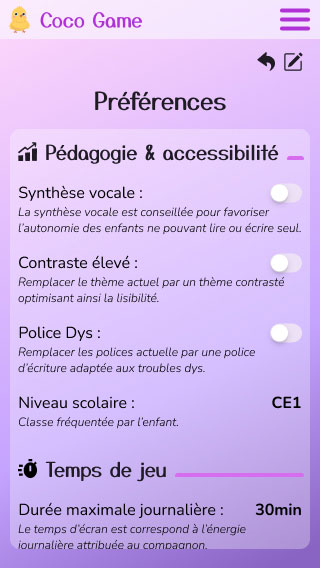 Coco Game
Préférences
Pédagogie & accessibilité
Synthèse vocale :
La synthèse vocale est conseillée pour favoriser
l'autonomie des enfants ne pouvant lire ou écrire seul.
Contraste élevé :
Remplacer le thème actuel par un thème contrasté
optimisant ainsi la lisibilité.
Police Dys :
Remplacer les polices actuelle par une police
d'écriture adaptée aux troubles dys.
Niveau scolaire : CE1
Classe fréquentée par l'enfant.
Temps de jeu
Durée maximale journalière : 30min
Le temps d'écran est correspond à l'énergie
journalière attribuée au compagnon.